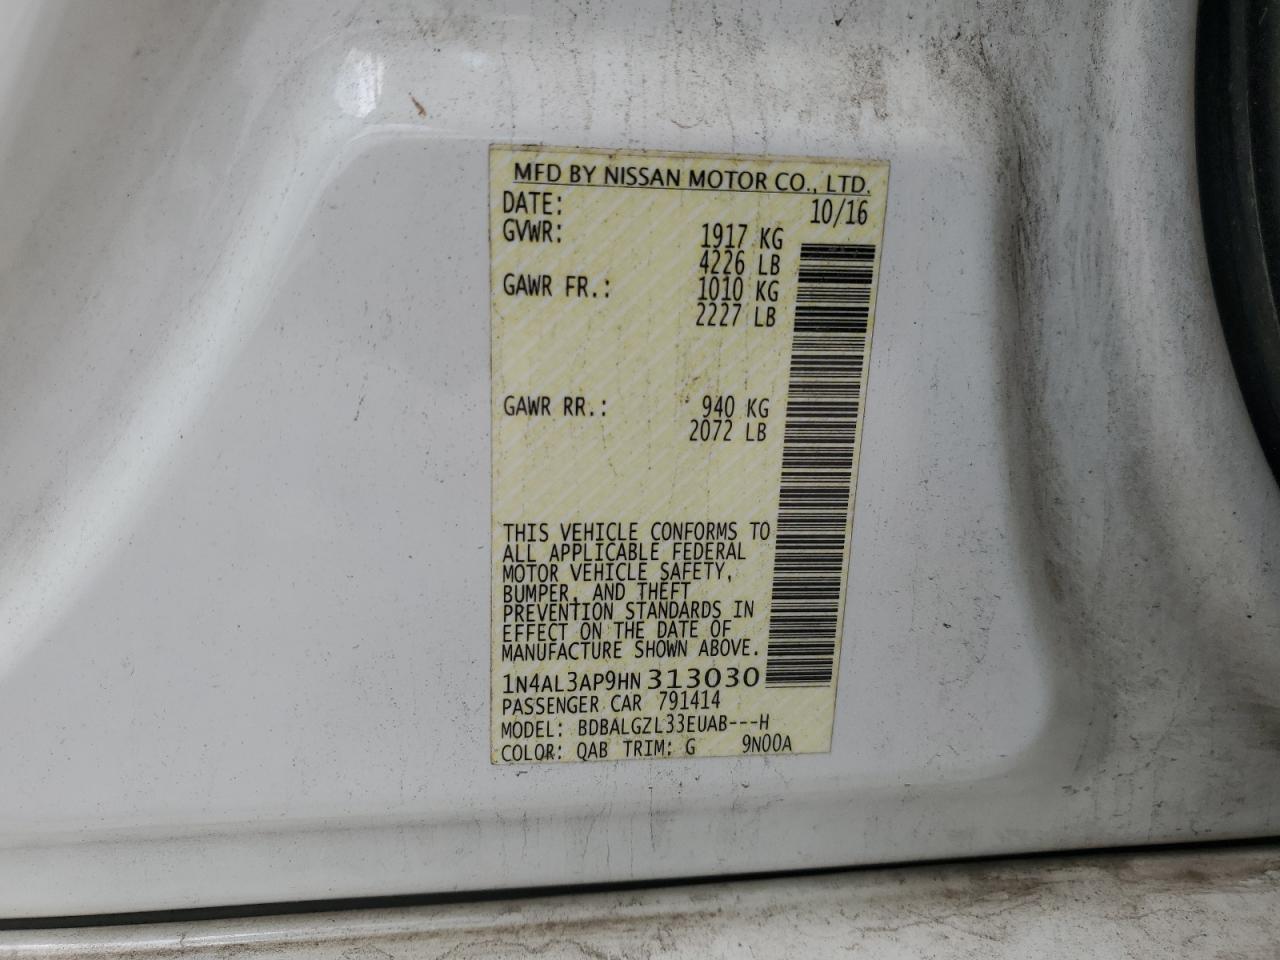 MFD BY NISSAN MOTOR CO., LTD.
DATE: 10/16
GVWR: 1917 KG
4226 LB
GAWR FR.: 1010 KG
2227 LB
GAWR RR.: 940 KG
2072 LB
THIS VEHICLE CONFORMS TO
ALL APPLICABLE FEDERAL
MOTOR VEHICLE SAFETY,
BUMPER, AND THEFT
PREVENTION STANDARDS IN
EFFECT ON THE DATE OF
MANUFACTURE SHOWN ABOVE.
1N4AL3AP9HN313030
PASSENGER CAR 791414
MODEL: BDBALGZL33EUAB---H
COLOR: QAB TRIM: G 9N00A